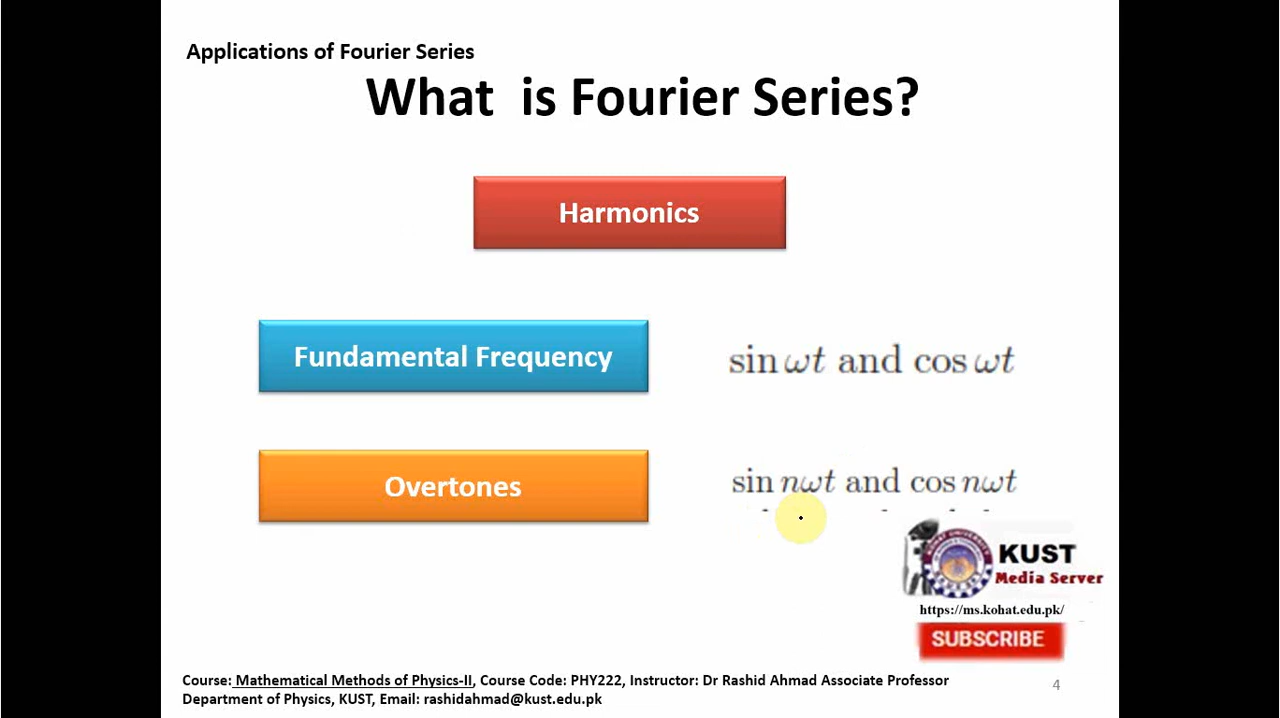 Applications of Fourier Series
What is Fourier Series?
Harmonics
Fundamental Frequency
sin ωt and cos ωt
Overtones
sin nωt and cos nωt
KUST
Media Server
https://ms.kohat.edu.pk/
SUBSCRIBE
Course: Mathematical Methods of Physics-II, Course Code: PHY222, Instructor: Dr Rashid Ahmad Associate Professor
Department of Physics, KUST, Email: rashidahmad@kust.edu.pk
4